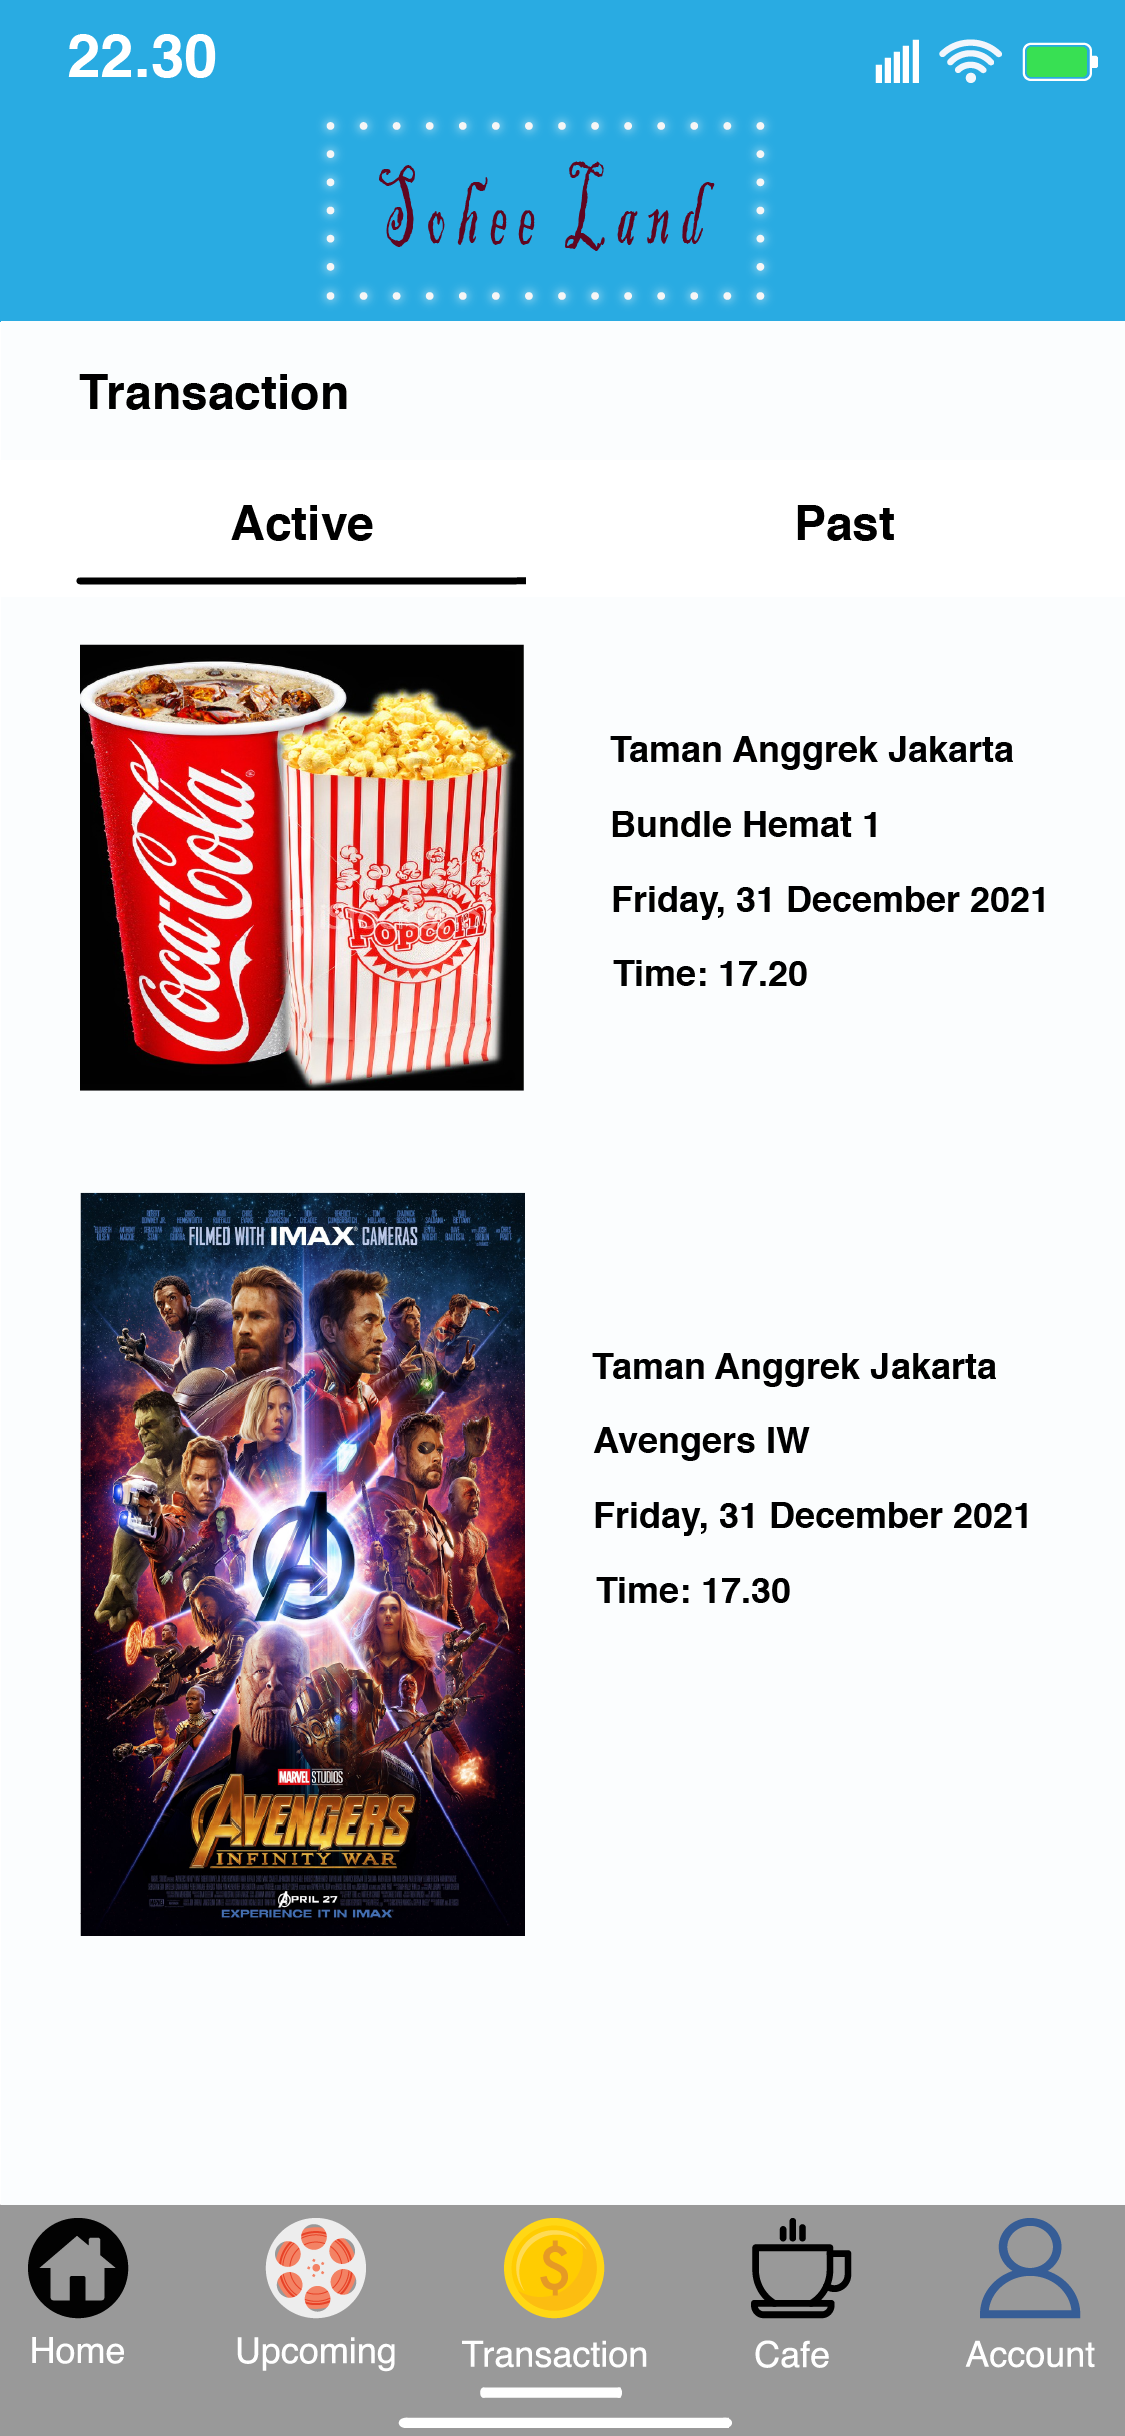 22.30
Sohee Land
Transaction
Active
Past
Coca-Cola
Popcorn
Taman Anggrek Jakarta
Bundle Hemat 1
Friday, 31 December 2021
Time: 17.20
FILMED WITH IMAX CAMERAS
MARVEL STUDIOS
AVENGERS
INFINITY WAR
APRIL 27
EXPERIENCE IT IN IMAX
Taman Anggrek Jakarta
Avengers IW
Friday, 31 December 2021
Time: 17.30
Home
Upcoming
Transaction
Cafe
Account